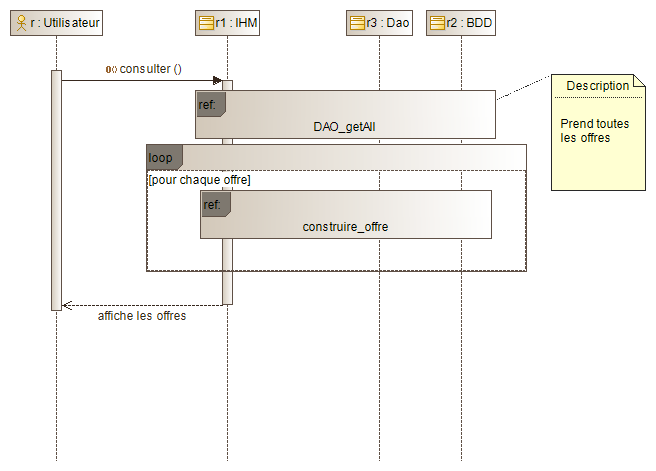 r : Utilisateur
r1 : IHM
r3 : Dao
r2 : BDD
consulter ()
ref:
DAO_getAll
Description
Prend toutes
les offres
loop
[pour chaque offre]
ref:
construire_offre
affiche les offres